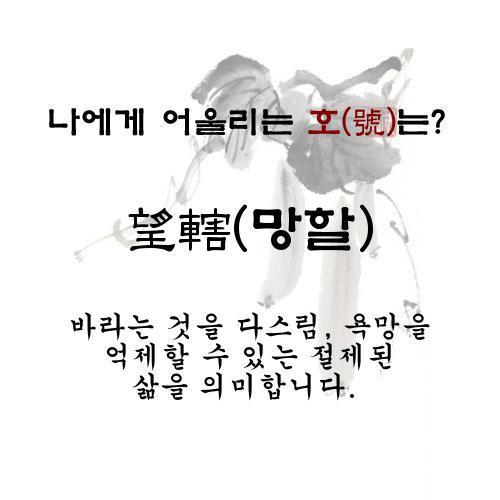 나에게 어울리는 호(號)는?
望轄(망할)
바라는 것을 다스림, 욕망을
억제할 수 있는 절제된
삶을 의미합니다.